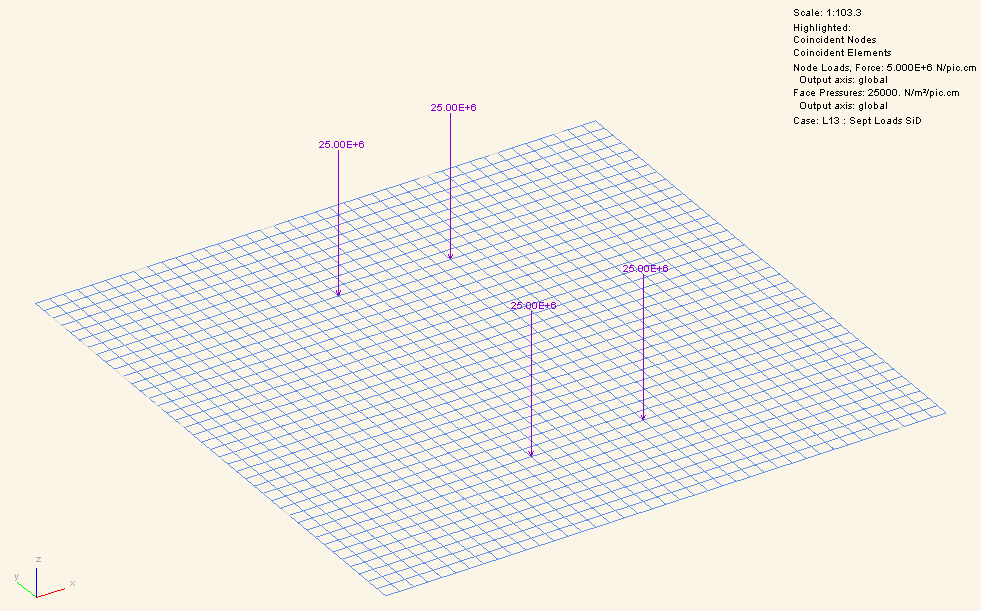 Scale: 1:103.3
Highlighted:
Coincident Nodes
Coincident Elements
Node Loads, Force: 5.000E+6 N/pic.cm
Output axis: global
Face Pressures: 25000. N/m²/pic.cm
Output axis: global
Case: L13 : Sept Loads SiD
25.00E+6
25.00E+6
25.00E+6
25.00E+6
z
y
x